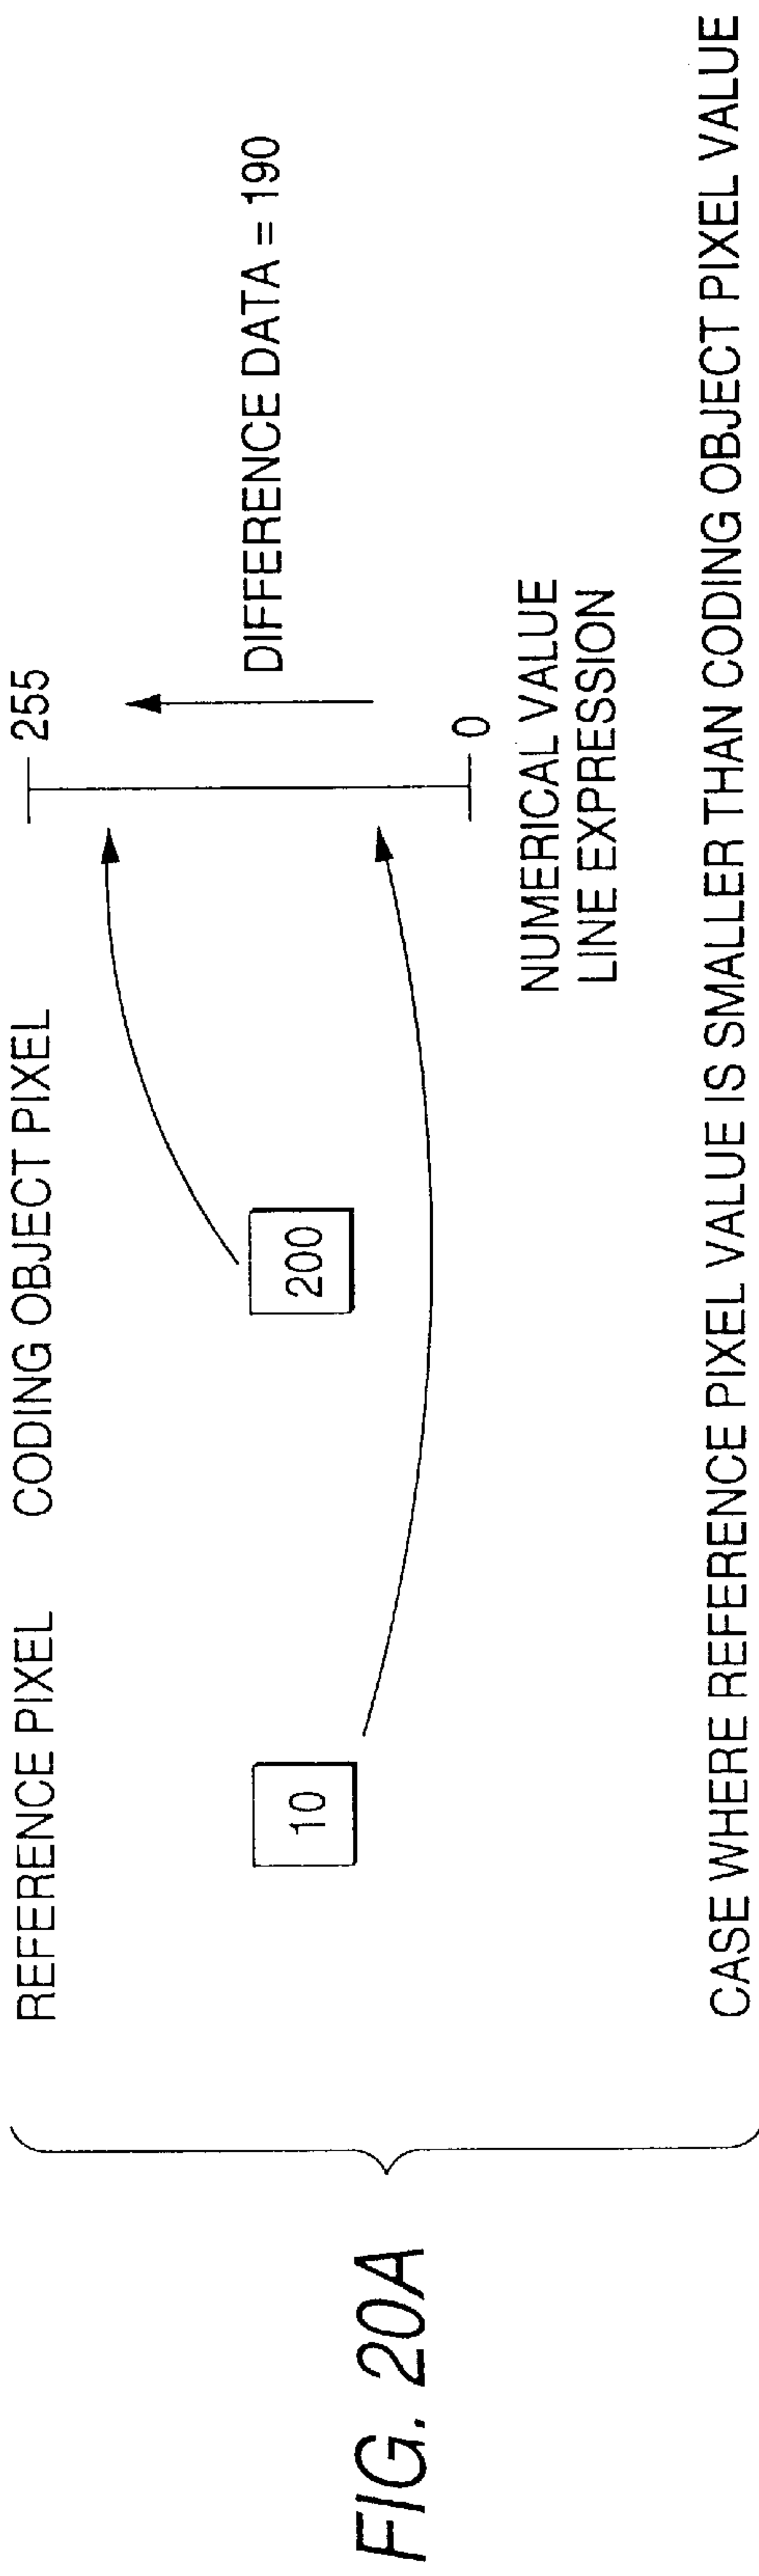 FIG. 20A
REFERENCE PIXEL
CODING OBJECT PIXEL
10
200
255
0
DIFFERENCE DATA = 190
NUMERICAL VALUE
LINE EXPRESSION
CASE WHERE REFERENCE PIXEL VALUE IS SMALLER THAN CODING OBJECT PIXEL VALUE